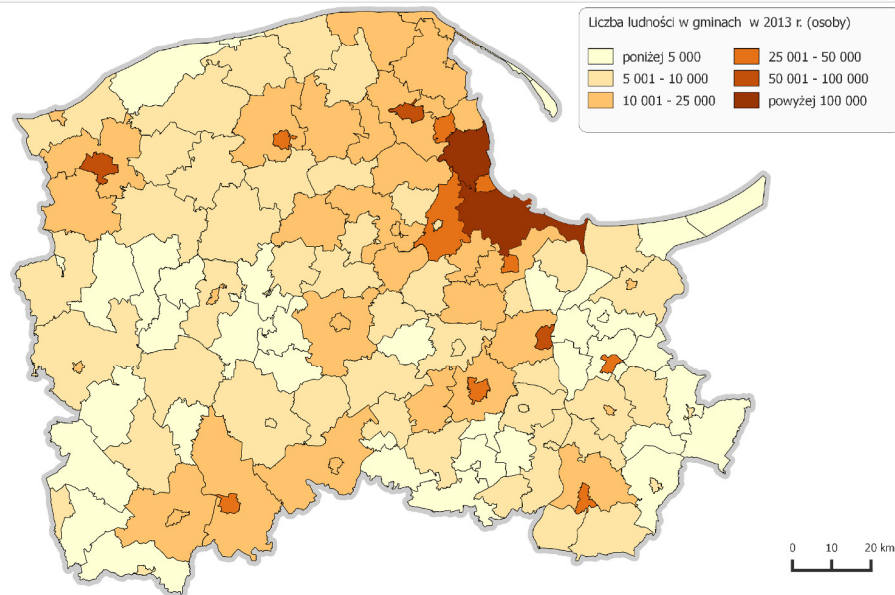 Liczba ludności w gminach w 2013 r. (osoby)
poniżej 5 000
25 001 - 50 000
5 001 - 10 000
50 001 - 100 000
10 001 - 25 000
powyżej 100 000
0 10 20 km